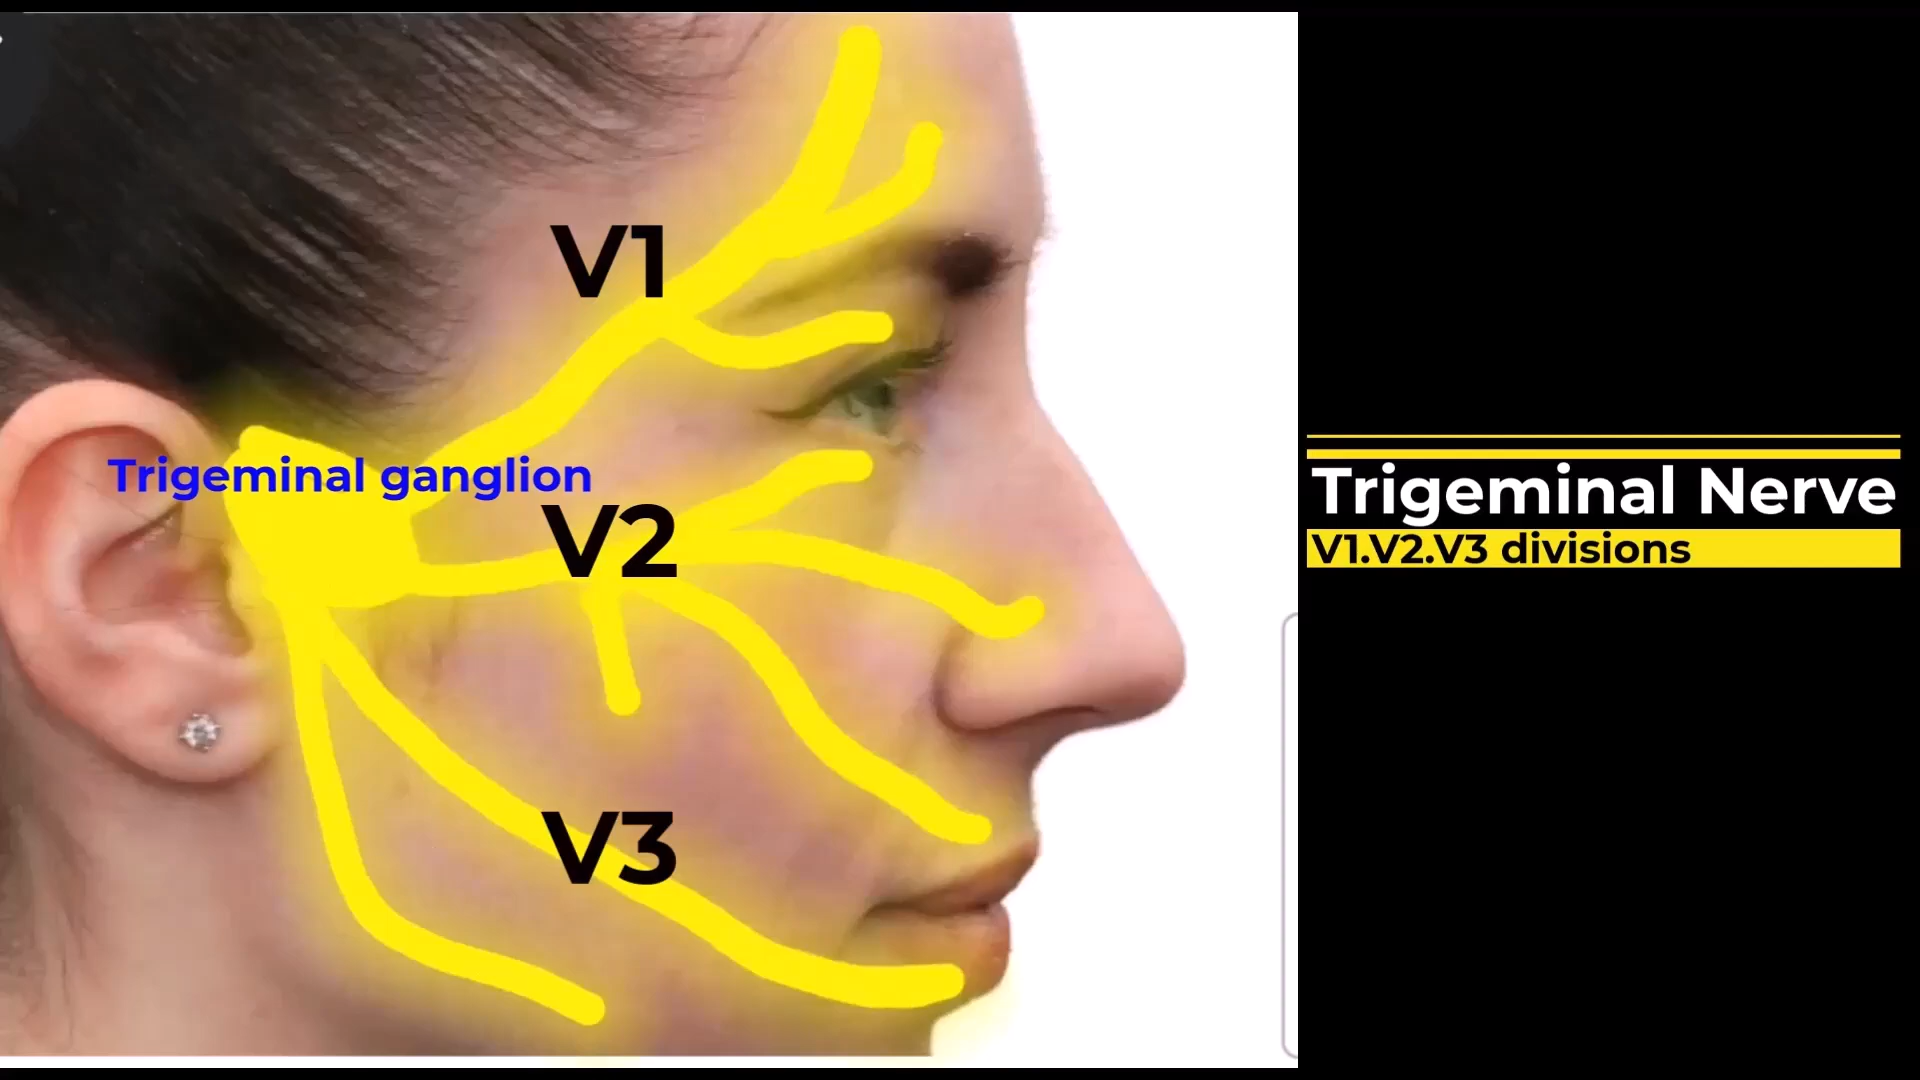 V1
Trigeminal ganglion
V2
V3
Trigeminal Nerve
V1.V2.V3 divisions